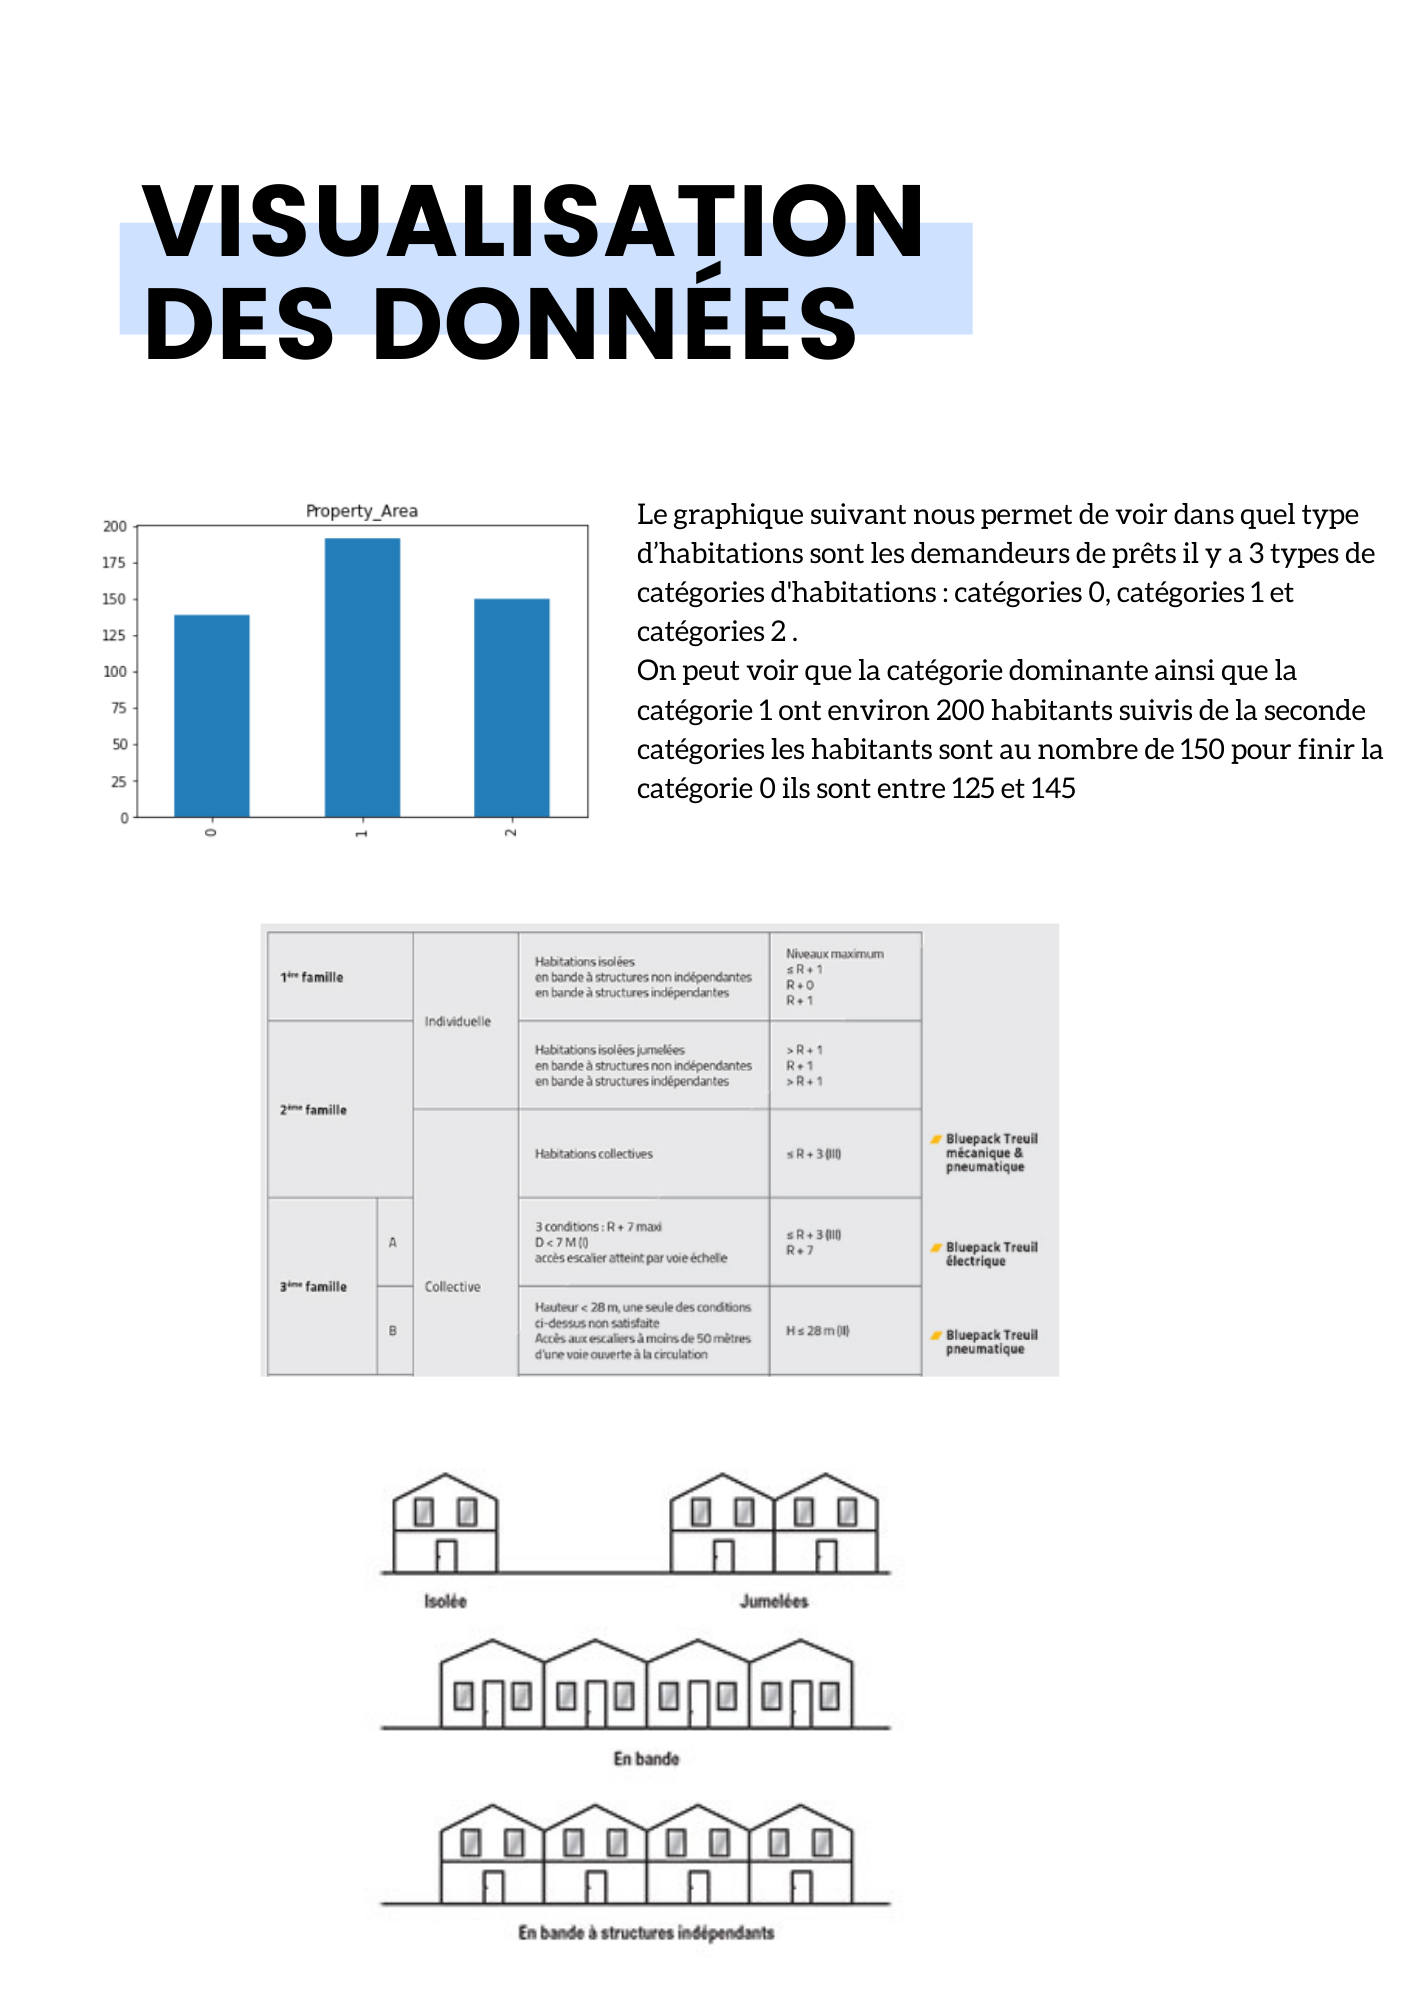 VISUALISATION
DES DONNÉES
Property_Area
200
175
150
125
100
75
50
25
0
0
1
2
Le graphique suivant nous permet de voir dans quel type
d’habitations sont les demandeurs de prêts il y a 3 types de
catégories d'habitations : catégories 0, catégories 1 et
catégories 2 .
On peut voir que la catégorie dominante ainsi que la
catégorie 1 ont environ 200 habitants suivis de la seconde
catégories les habitants sont au nombre de 150 pour finir la
catégorie 0 ils sont entre 125 et 145
1ère famille
Individuelle
Habitations isolées
en bande à structures non indépendantes
en bande à structures indépendantes
Niveaux maximum
≤ R + 1
R + 0
R + 1
2ème famille
Habitations isolées jumelées
en bande à structures non indépendantes
en bande à structures indépendantes
> R + 1
R + 1
> R + 1
Collective
Habitations collectives
≤ R + 3 (III)
Bluepack Treuil
mécanique &
pneumatique
3ème famille
A
3 conditions : R + 7 maxi
D < 7 M (I)
accès escalier atteint par voie échelle
≤ R + 3 (III)
R + 7
Bluepack Treuil
électrique
B
Hauteur < 28 m, une seule des conditions
ci-dessus non satisfaite
Accès aux escaliers à moins de 50 mètres
d'une voie ouverte à la circulation
H ≤ 28 m (II)
Bluepack Treuil
pneumatique
Isolée
Jumelées
En bande
En bande à structures indépendants